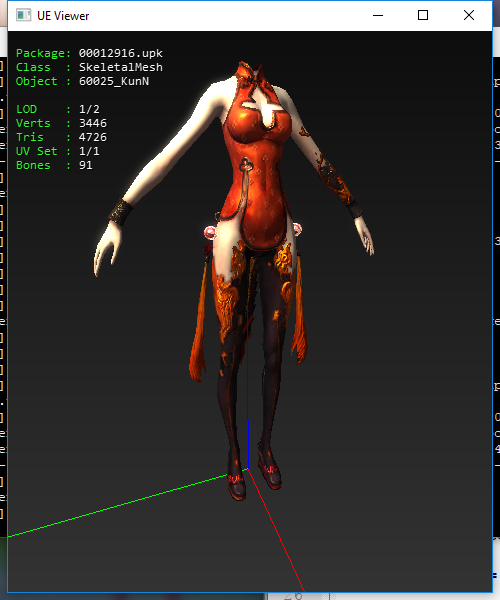 UE Viewer
Package: 00012916.upk
Class : SkeletalMesh
Object : 60025_KunN
LOD : 1/2
Verts : 3446
Tris : 4726
UV Set : 1/1
Bones : 91
26